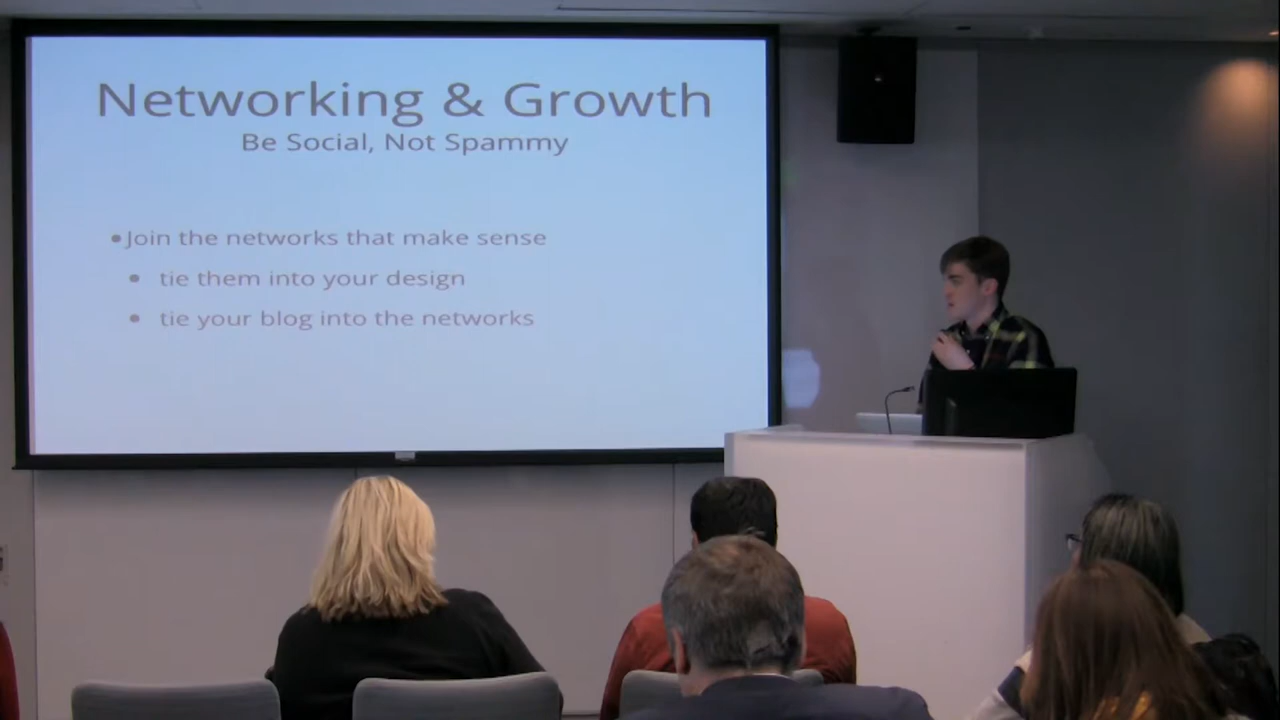 Networking & Growth
Be Social, Not Spammy
•Join the networks that make sense
• tie them into your design
• tie your blog into the networks